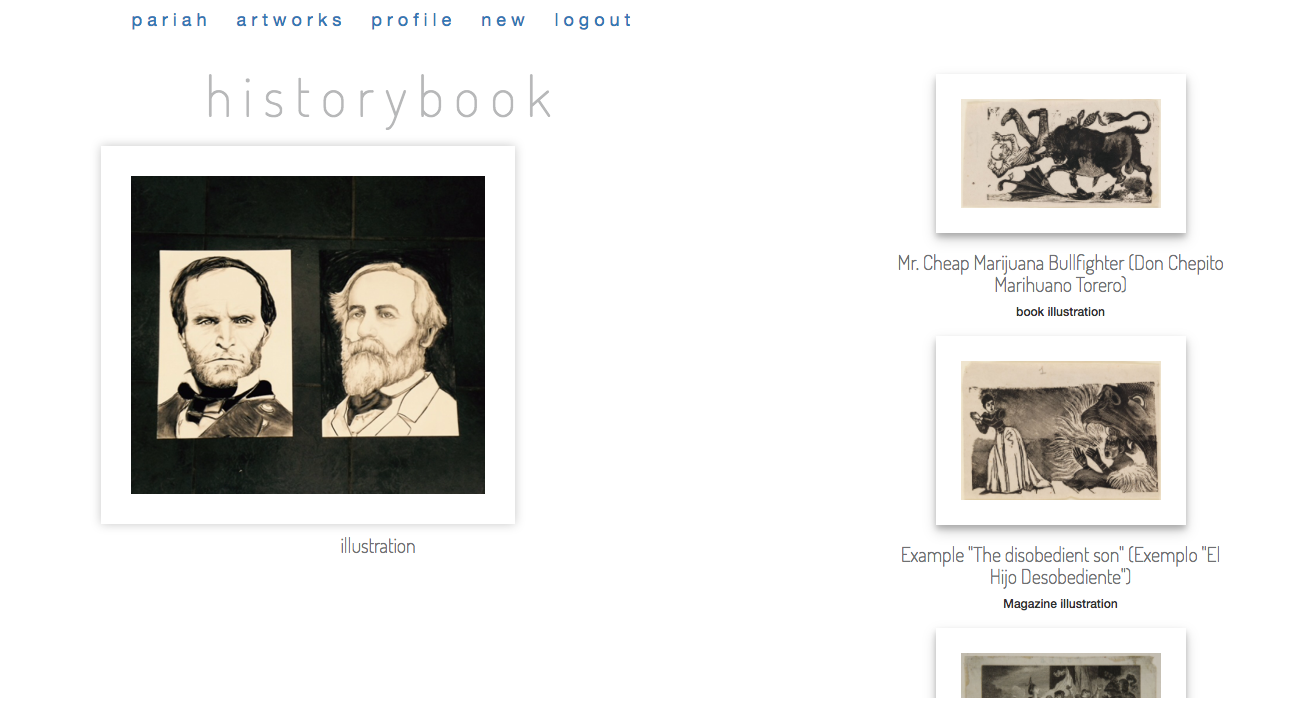 pariah artworks profile new logout
historybook
illustration
Mr. Cheap Marijuana Bullfighter (Don Chepito
Marihuano Torero)
book illustration
Example "The disobedient son" (Exemplo "El
Hijo Desobediente")
Magazine illustration